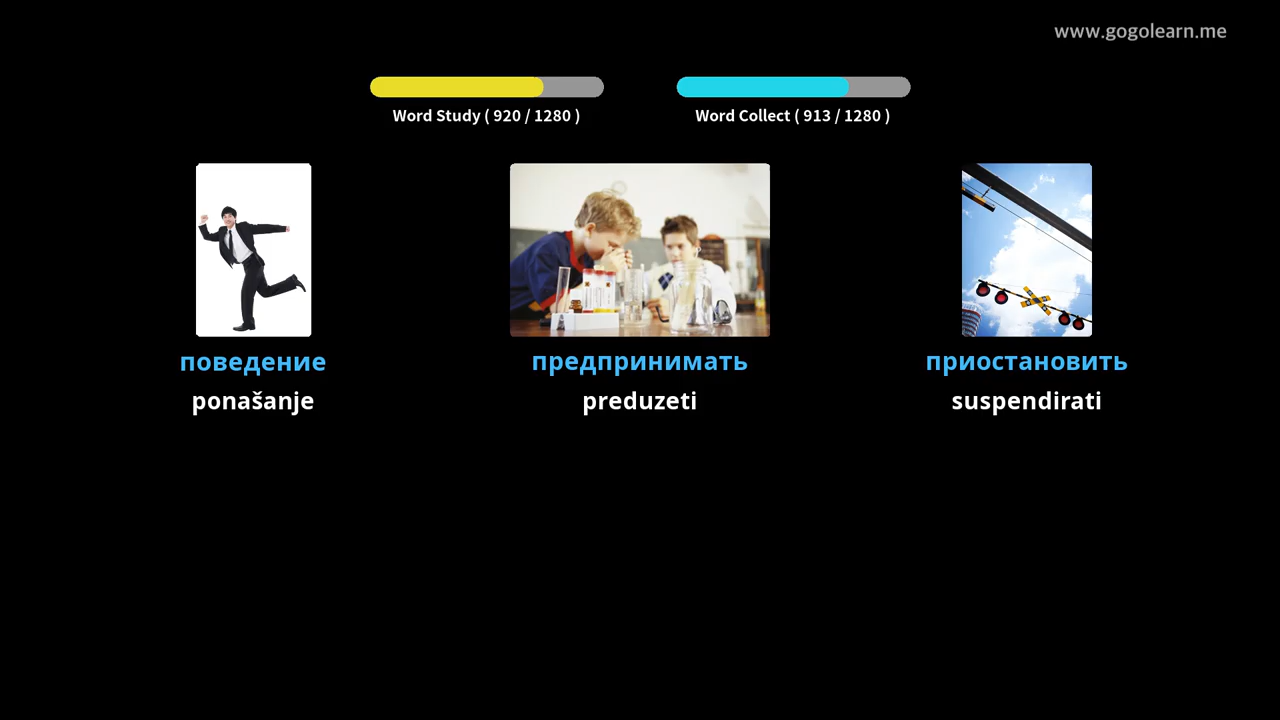 www.gogolearn.me
Word Study ( 920 / 1280 )
Word Collect ( 913 / 1280 )
поведение
предпринимать
приостановить
ponašanje
preduzeti
suspendirati